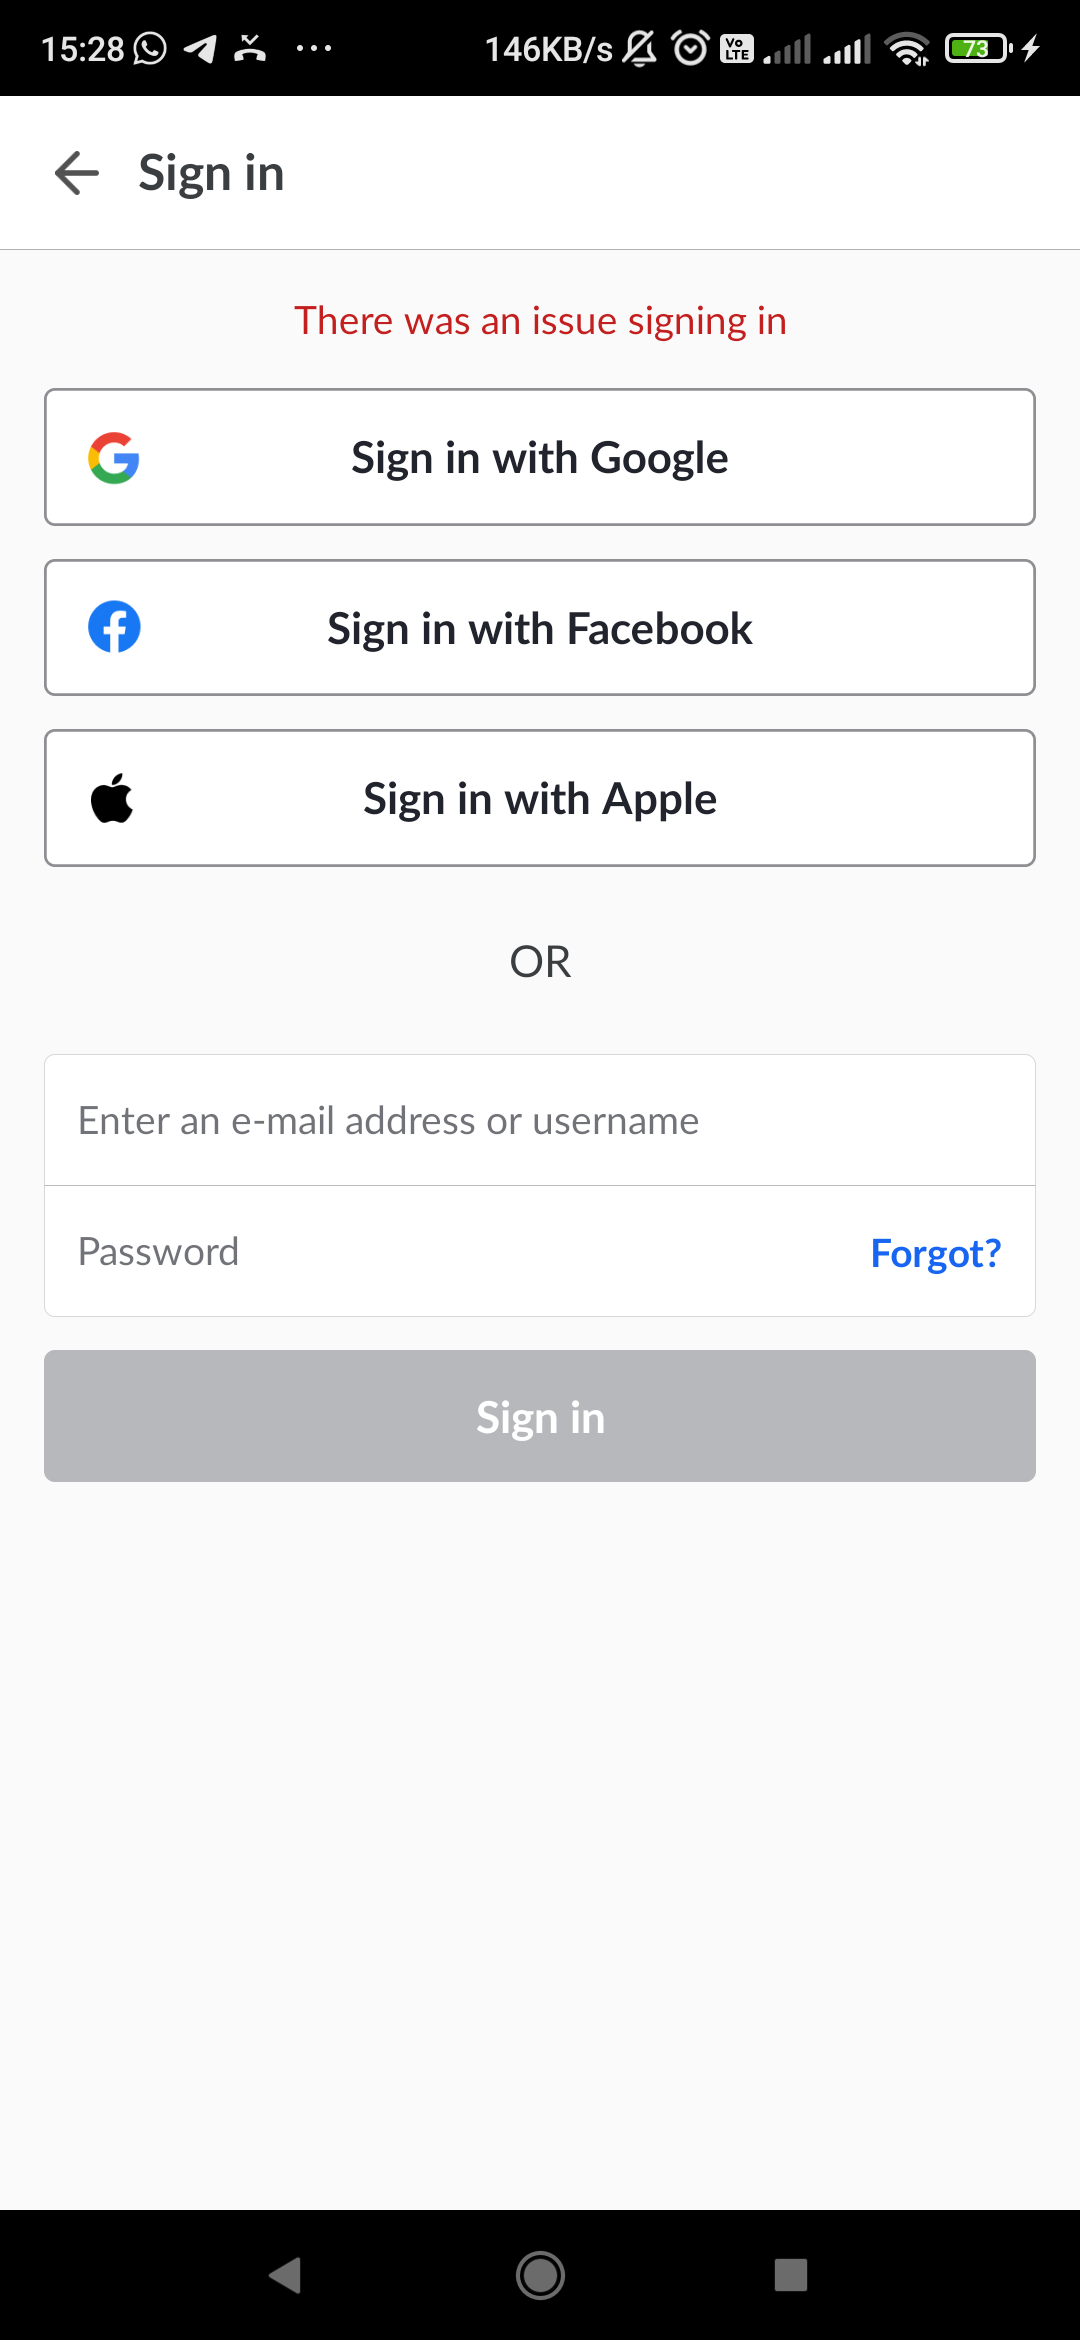 15:28 ... 146KB/s Vo LTE 73
Sign in
There was an issue signing in
Sign in with Google
Sign in with Facebook
Sign in with Apple
OR
Enter an e-mail address or username
Password Forgot?
Sign in